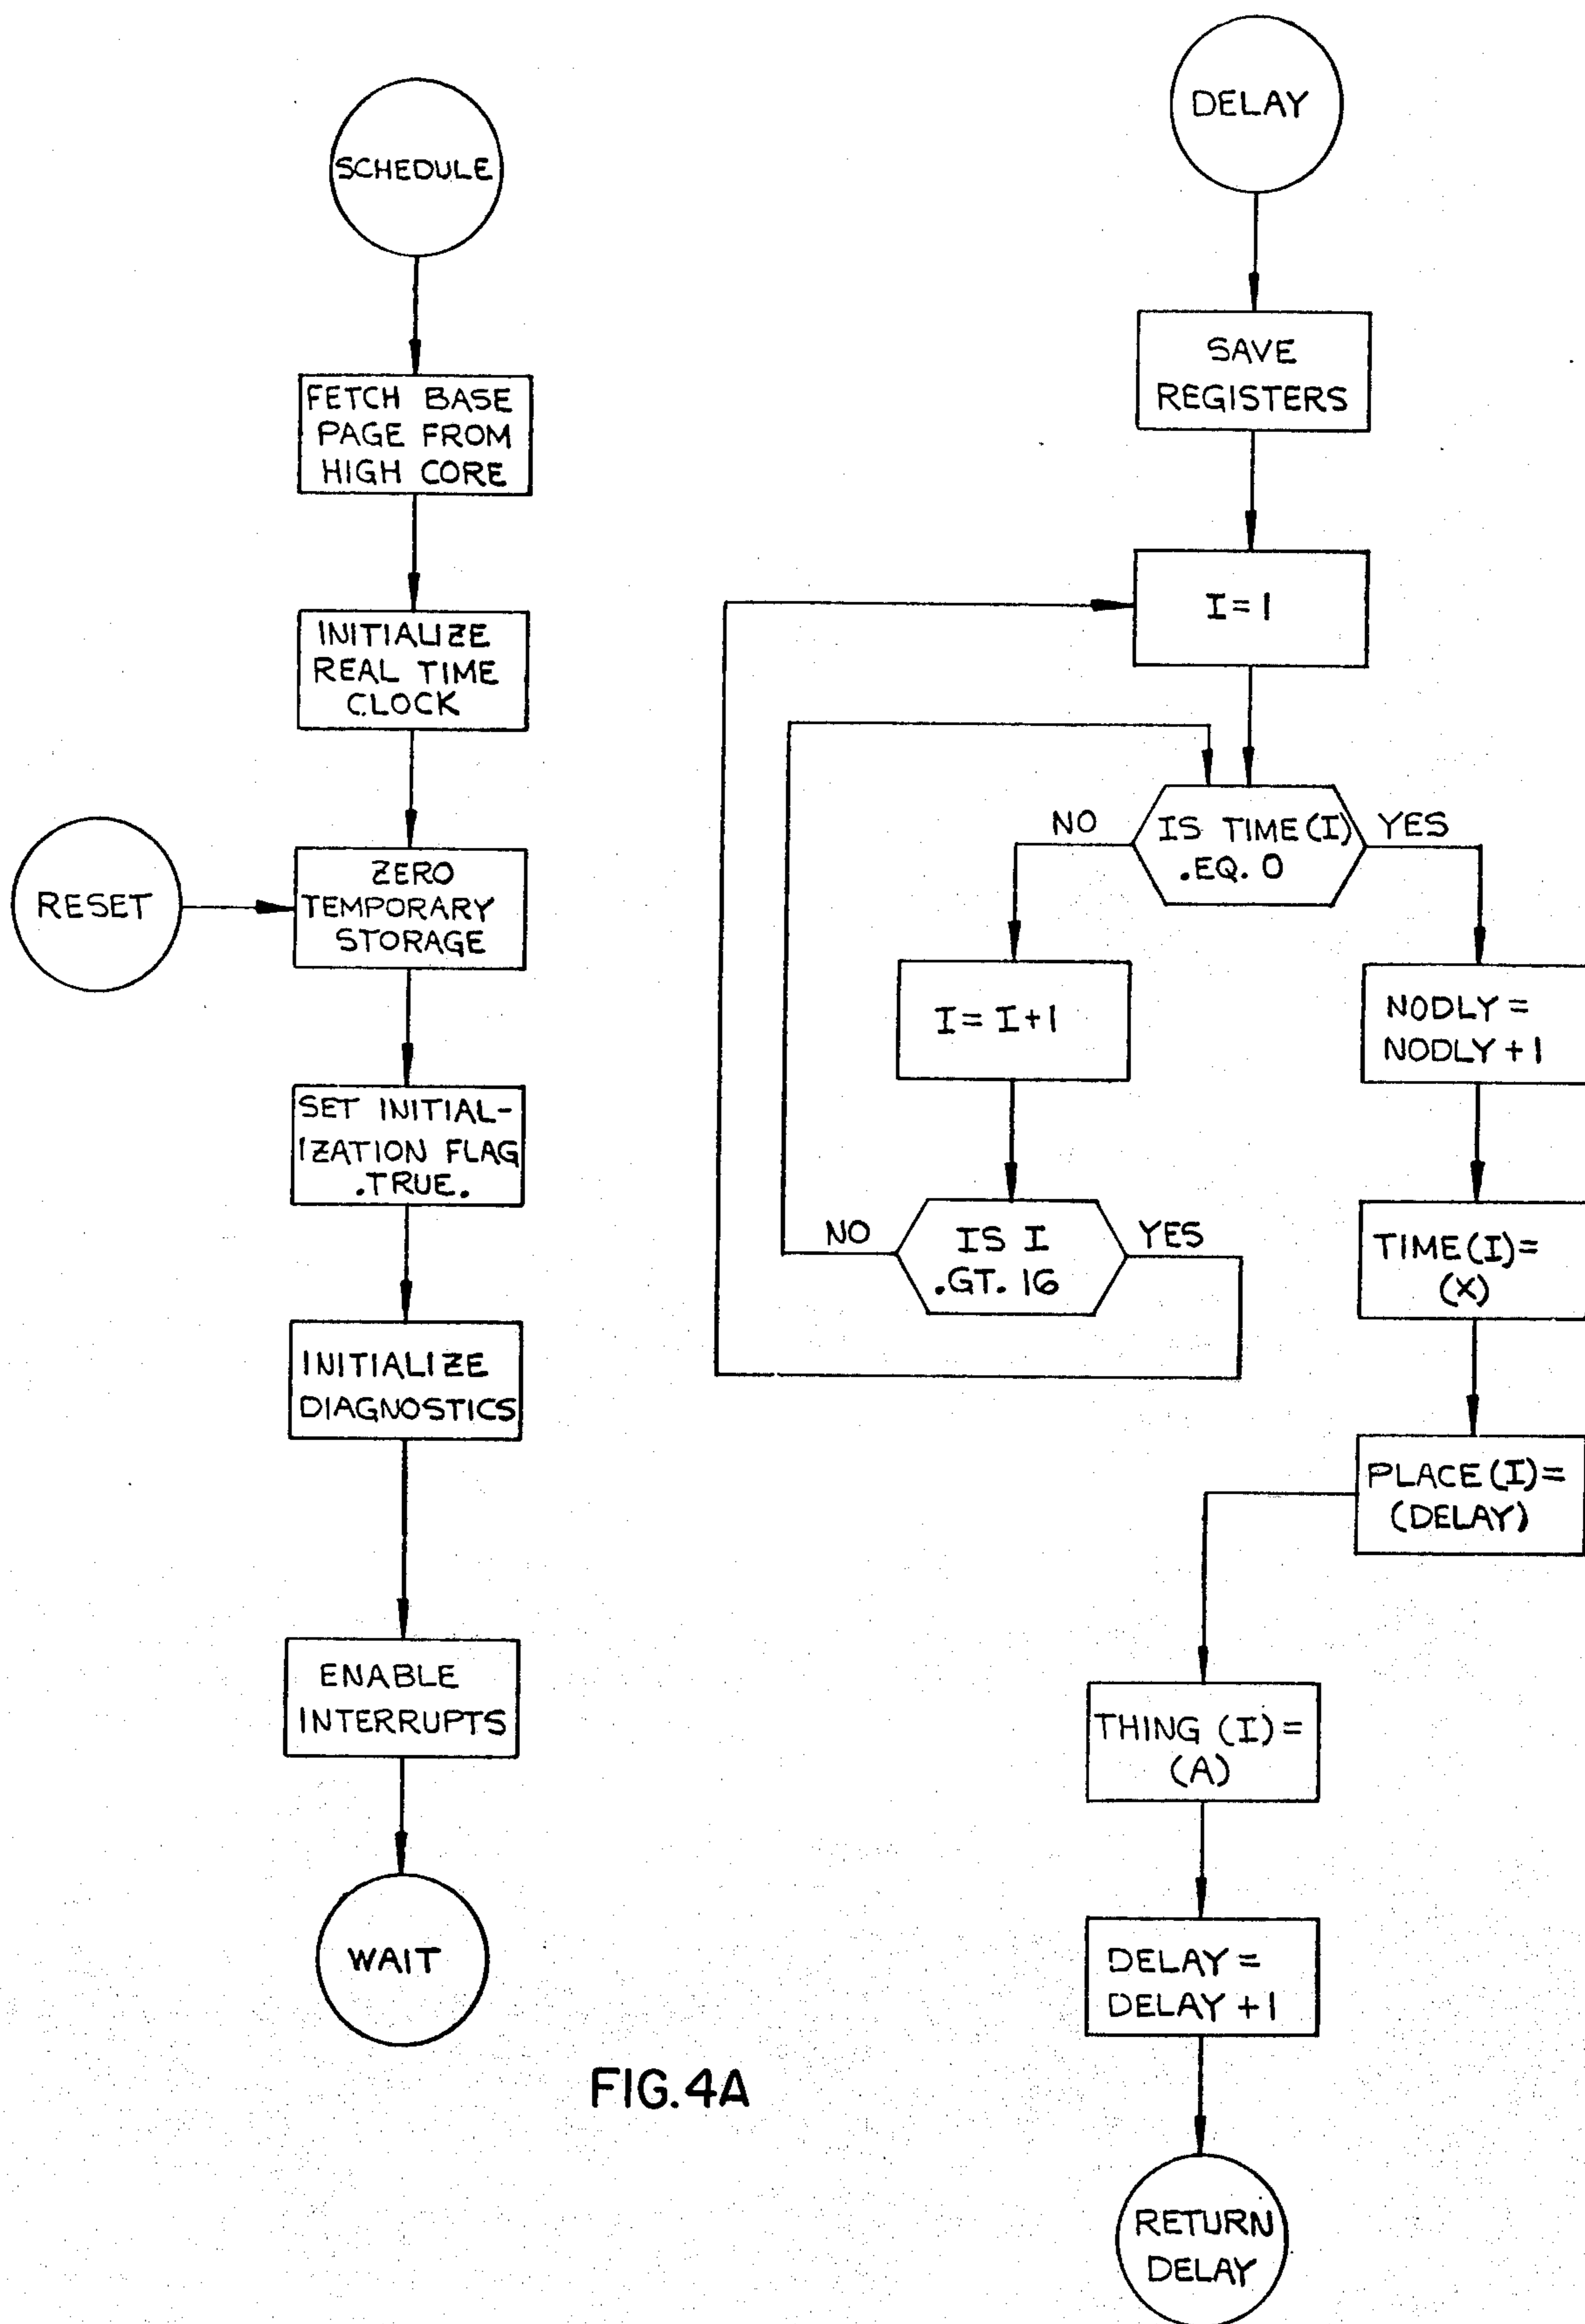 SCHEDULE
FETCH BASE
PAGE FROM
HIGH CORE
INITIALIZE
REAL TIME
CLOCK
RESET
ZERO
TEMPORARY
STORAGE
SET INITIAL-
IZATION FLAG
.TRUE.
INITIALIZE
DIAGNOSTICS
ENABLE
INTERRUPTS
WAIT
DELAY
SAVE
REGISTERS
I=1
NO
IS TIME(I)
.EQ. 0
YES
I=I+1
NO
IS I
.GT. 16
YES
NODLY=
NODLY+1
TIME(I)=
(X)
PLACE(I)=
(DELAY)
THING (I)=
(A)
DELAY=
DELAY+1
RETURN
DELAY
FIG.4A